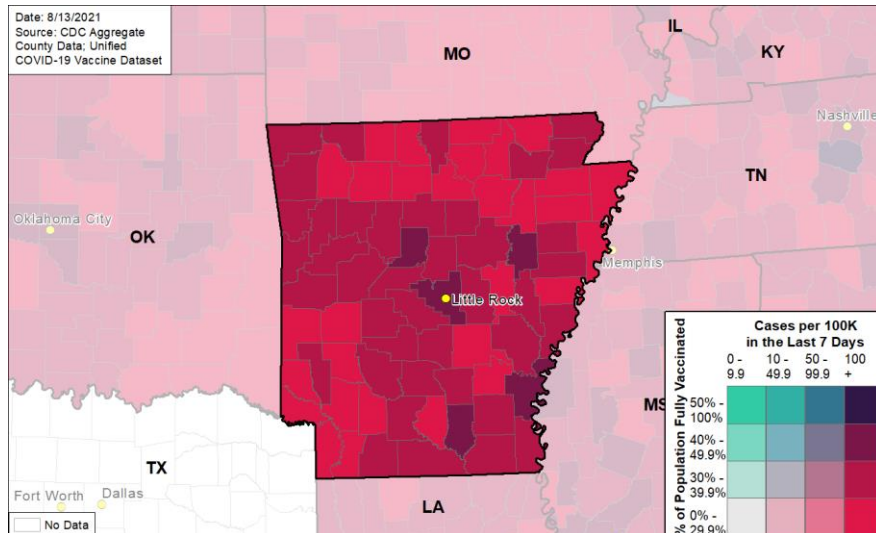 Date: 8/13/2021
Source: CDC Aggregate
County Data; Unified
COVID-19 Vaccine Dataset
IL
MO
KY
Nashville
TN
Oklahoma City
OK
Memphis
Little Rock
Cases per 100K
in the Last 7 Days
0 - 9.9
10 - 49.9
50 - 99.9
100 +
% of Population Fully Vaccinated
50% - 100%
40% - 49.9%
30% - 39.9%
0% - 29.9%
MS
TX
Fort Worth
Dallas
LA
No Data